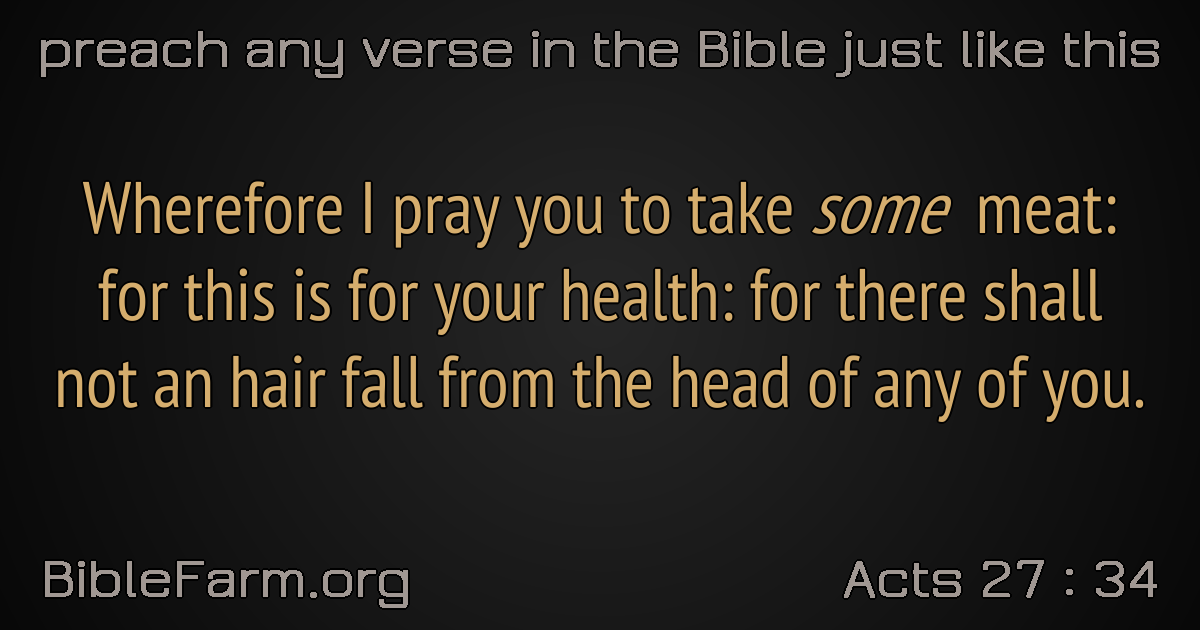 preach any verse in the Bible just like this
Wherefore I pray you to take some meat:
for this is for your health: for there shall
not an hair fall from the head of any of you.
BibleFarm.org
Acts 27 : 34